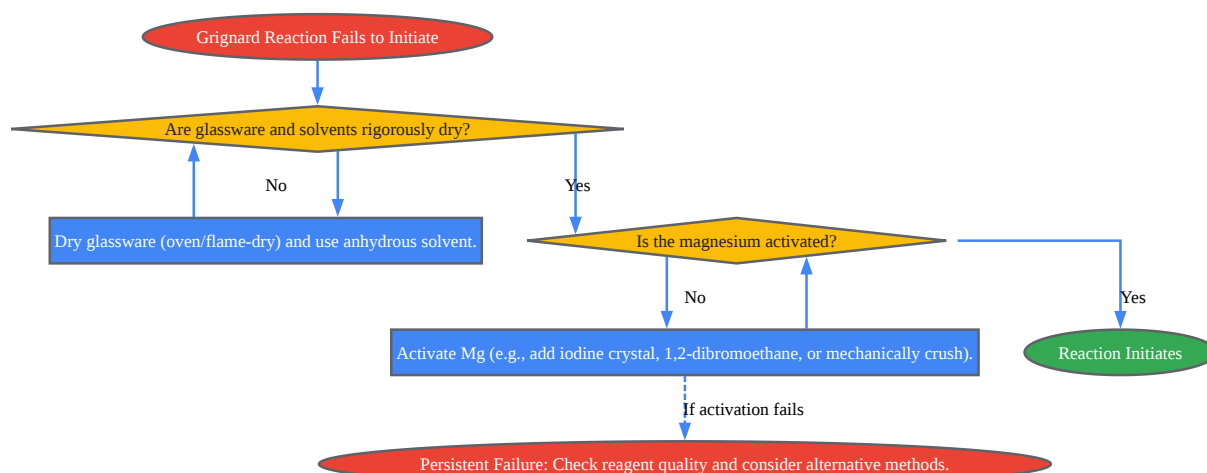 Grignard Reaction Fails to Initiate
Are glassware and solvents rigorously dry?
No
Yes
Dry glassware (oven/flame-dry) and use anhydrous solvent.
Is the magnesium activated?
No
Yes
Activate Mg (e.g., add iodine crystal, 1,2-dibromoethane, or mechanically crush).
Reaction Initiates
If activation fails
Persistent Failure: Check reagent quality and consider alternative methods.